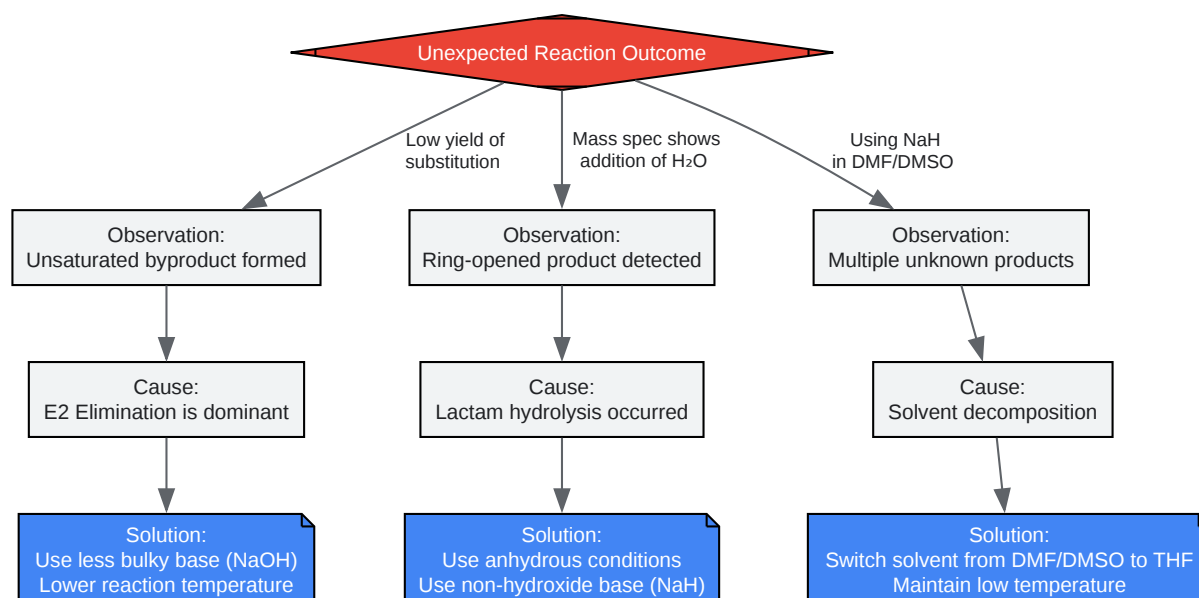 Unexpected Reaction Outcome
Low yield of
substitution
Mass spec shows
addition of H₂O
Using NaH
in DMF/DMSO
Observation:
Unsaturated byproduct formed
Observation:
Ring-opened product detected
Observation:
Multiple unknown products
Cause:
E2 Elimination is dominant
Cause:
Lactam hydrolysis occurred
Cause:
Solvent decomposition
Solution:
Use less bulky base (NaOH)
Lower reaction temperature
Solution:
Use anhydrous conditions
Use non-hydroxide base (NaH)
Solution:
Switch solvent from DMF/DMSO to THF
Maintain low temperature